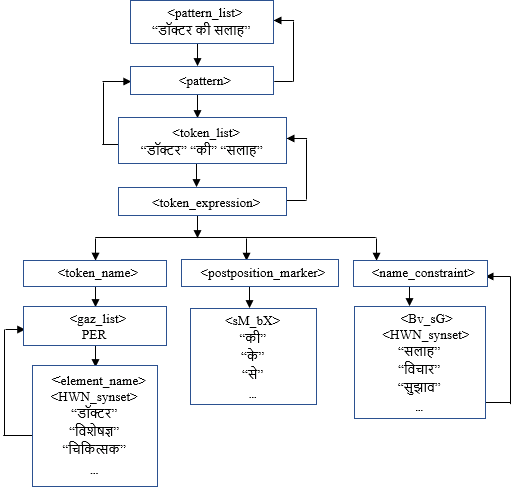 <pattern_list>
“डॉक्टर की सलाह”
<pattern>
<token_list>
“डॉक्टर” “की” “सलाह”
<token_expression>
<token_name>
<postposition_marker>
<name_constraint>
<gaz_list>
PER
<sM_bX>
“की”
“के”
“से”
...
<Bv_sG>
<HWN_synset>
“सलाह”
“विचार”
“सुझाव”
...
<element_name>
<HWN_synset>
“डॉक्टर”
“विशेषज्ञ”
“चिकित्सक”
...